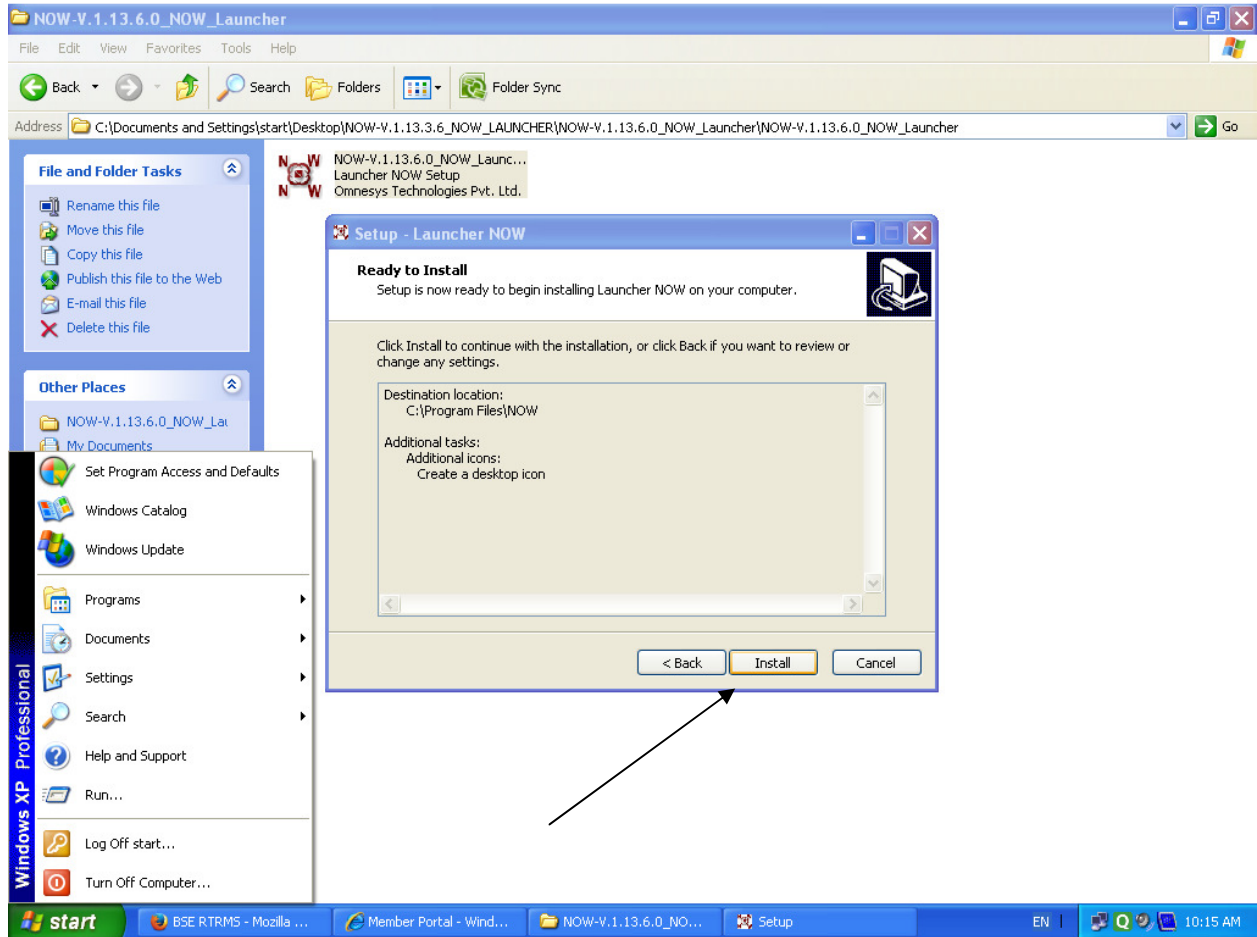 NOW-V.1.13.6.0_NOW_Launcher
File Edit View Favorites Tools Help
Back Search Folders Folder Sync
Address C:\Documents and Settings\start\Desktop\NOW-V.1.13.3.6_NOW_LAUNCHER\NOW-V.1.13.6.0_NOW_Launcher\NOW-V.1.13.6.0_NOW_Launcher Go
File and Folder Tasks
Rename this file
Move this file
Copy this file
Publish this file to the Web
E-mail this file
Delete this file
Other Places
NOW-V.1.13.6.0_NOW_Lau
My Documents
N W
N W
NOW-V.1.13.6.0_NOW_Launc...
Launcher NOW Setup
Omnesys Technologies Pvt. Ltd.
Setup - Launcher NOW
Ready to Install
Setup is now ready to begin installing Launcher NOW on your computer.
Click Install to continue with the installation, or click Back if you want to review or
change any settings.
Destination location:
C:\Program Files\NOW
Additional tasks:
Additional icons:
Create a desktop icon
< Back Install Cancel
Set Program Access and Defaults
Windows Catalog
Windows Update
Programs
Documents
Settings
Search
Help and Support
Run...
Log Off start...
Turn Off Computer...
Windows XP Professional
start BSE RTRMS - Mozilla ... Member Portal - Wind... NOW-V.1.13.6.0_NO... Setup EN Q 10:15 AM